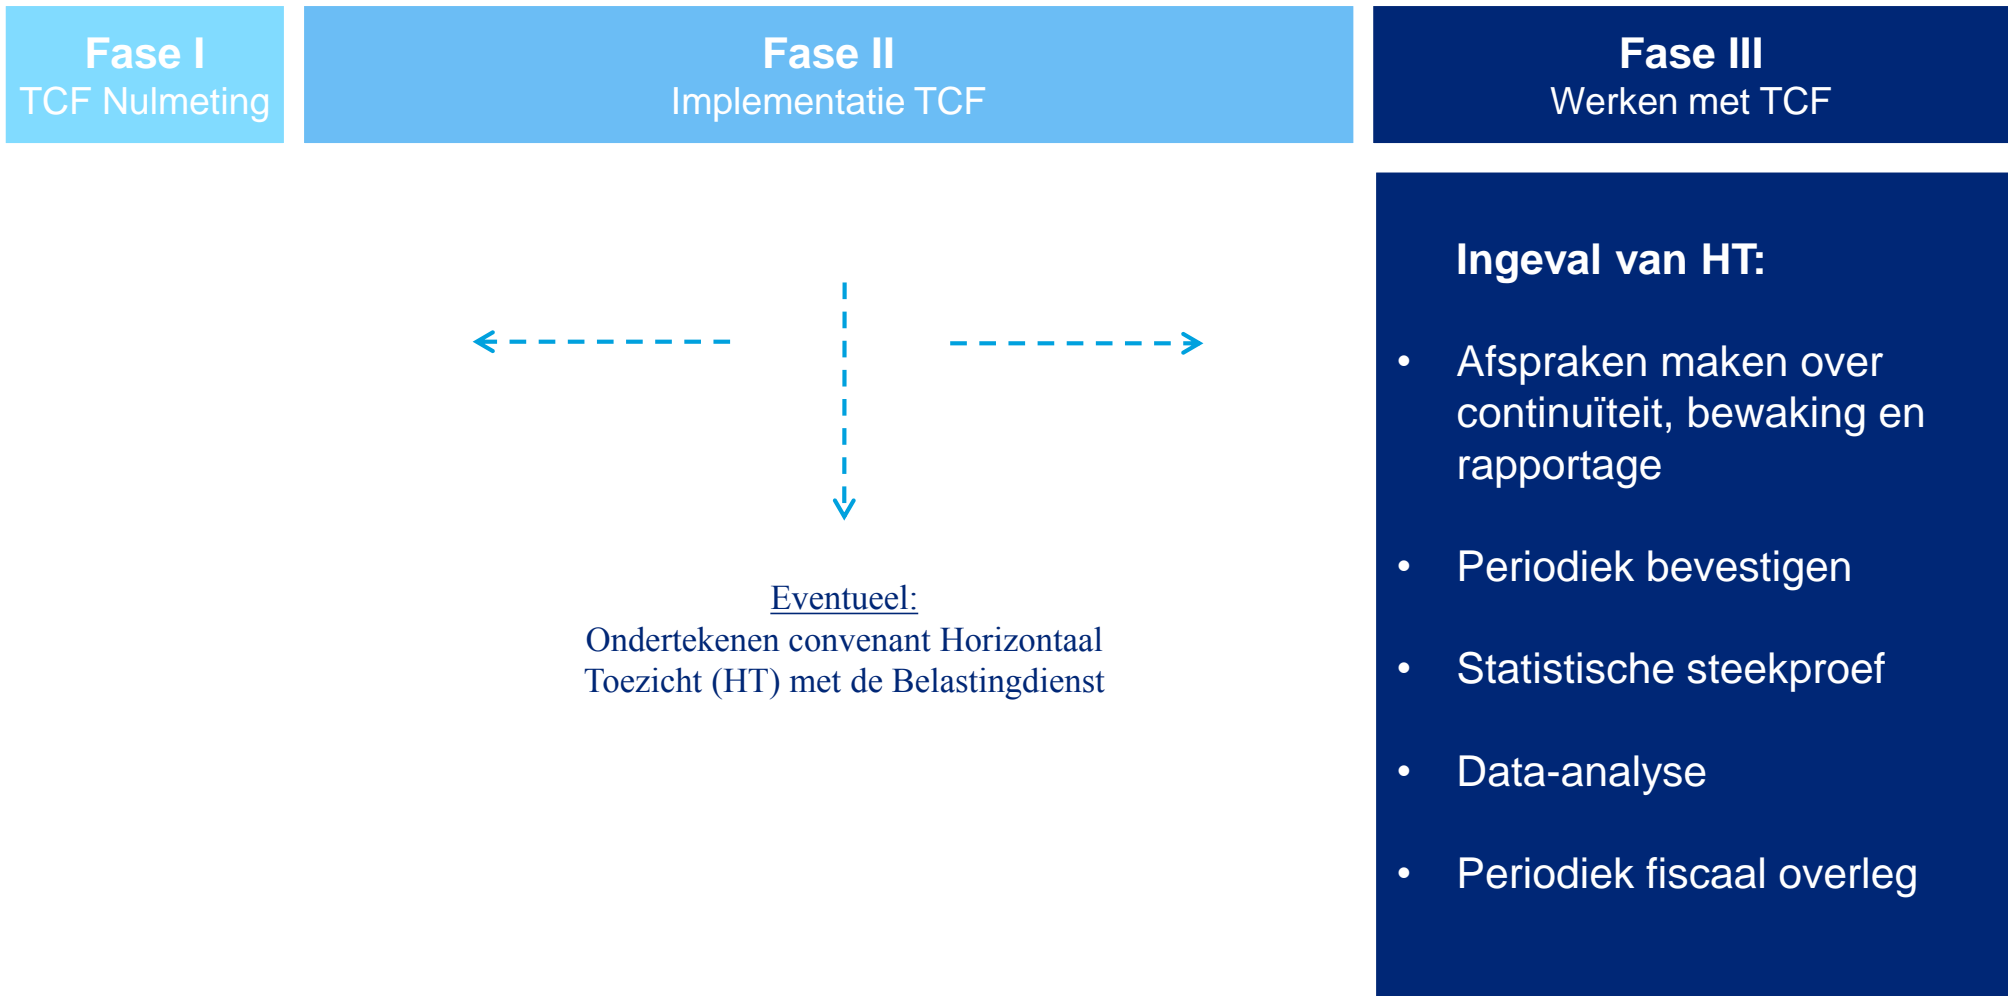 Fase I
TCF Nulmeting
Fase II
Implementatie TCF
Fase III
Werken met TCF
Eventueel:
Ondertekenen convenant Horizontaal
Toezicht (HT) met de Belastingdienst
Ingeval van HT:
• Afspraken maken over
continuïteit, bewaking en
rapportage
• Periodiek bevestigen
• Statistische steekproef
• Data-analyse
• Periodiek fiscaal overleg